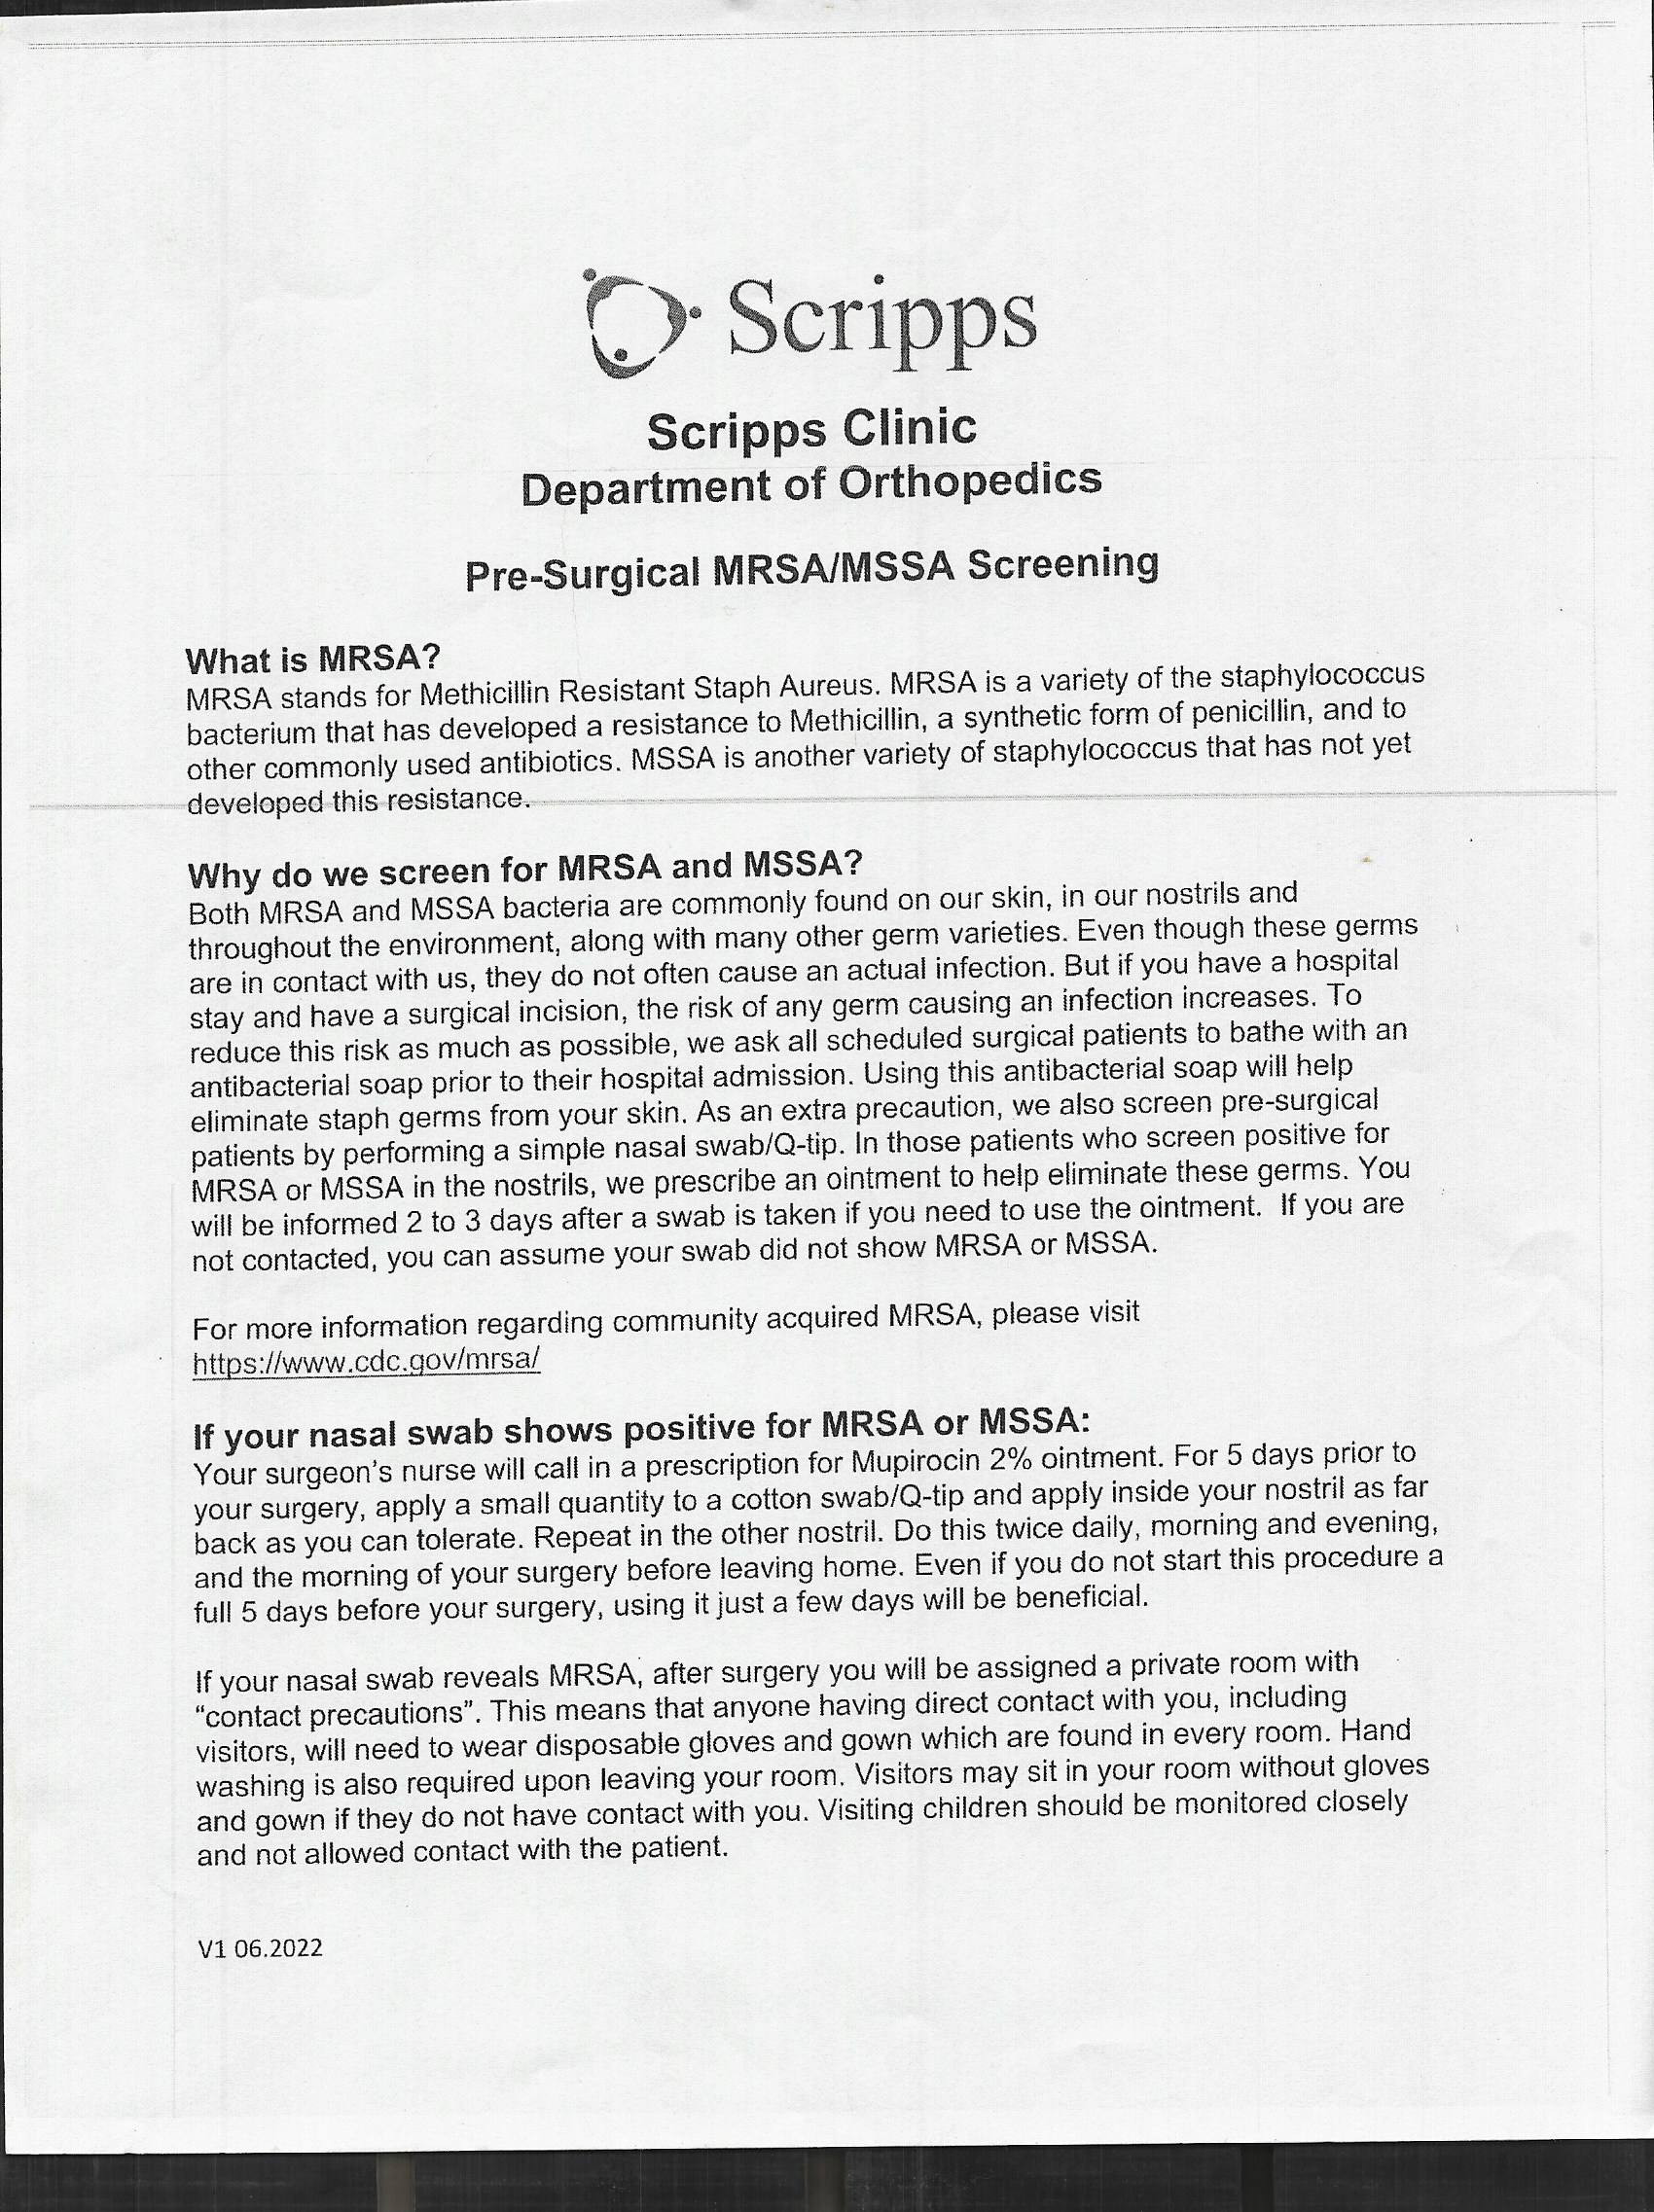 Scripps
Scripps Clinic
Department of Orthopedics
Pre-Surgical MRSA/MSSA Screening
What is MRSA?
MRSA stands for Methicillin Resistant Staph Aureus. MRSA is a variety of the staphylococcus
bacterium that has developed a resistance to Methicillin, a synthetic form of penicillin, and to
other commonly used antibiotics. MSSA is another variety of staphylococcus that has not yet
developed this resistance.
Why do we screen for MRSA and MSSA?
Both MRSA and MSSA bacteria are commonly found on our skin, in our nostrils and
throughout the environment, along with many other germ varieties. Even though these germs
are in contact with us, they do not often cause an actual infection. But if you have a hospital
stay and have a surgical incision, the risk of any germ causing an infection increases. To
reduce this risk as much as possible, we ask all scheduled surgical patients to bathe with an
antibacterial soap prior to their hospital admission. Using this antibacterial soap will help
eliminate staph germs from your skin. As an extra precaution, we also screen pre-surgical
patients by performing a simple nasal swab/Q-tip. In those patients who screen positive for
MRSA or MSSA in the nostrils, we prescribe an ointment to help eliminate these germs. You
will be informed 2 to 3 days after a swab is taken if you need to use the ointment.  If you are
not contacted, you can assume your swab did not show MRSA or MSSA.
For more information regarding community acquired MRSA, please visit
https://www.cdc.gov/mrsa/
If your nasal swab shows positive for MRSA or MSSA:
Your surgeon's nurse will call in a prescription for Mupirocin 2% ointment. For 5 days prior to
your surgery, apply a small quantity to a cotton swab/Q-tip and apply inside your nostril as far
back as you can tolerate. Repeat in the other nostril. Do this twice daily, morning and evening,
and the morning of your surgery before leaving home. Even if you do not start this procedure a
full 5 days before your surgery, using it just a few days will be beneficial.
If your nasal swab reveals MRSA, after surgery you will be assigned a private room with
"contact precautions". This means that anyone having direct contact with you, including
visitors, will need to wear disposable gloves and gown which are found in every room. Hand
washing is also required upon leaving your room. Visitors may sit in your room without gloves
and gown if they do not have contact with you. Visiting children should be monitored closely
and not allowed contact with the patient.
V1 06.2022